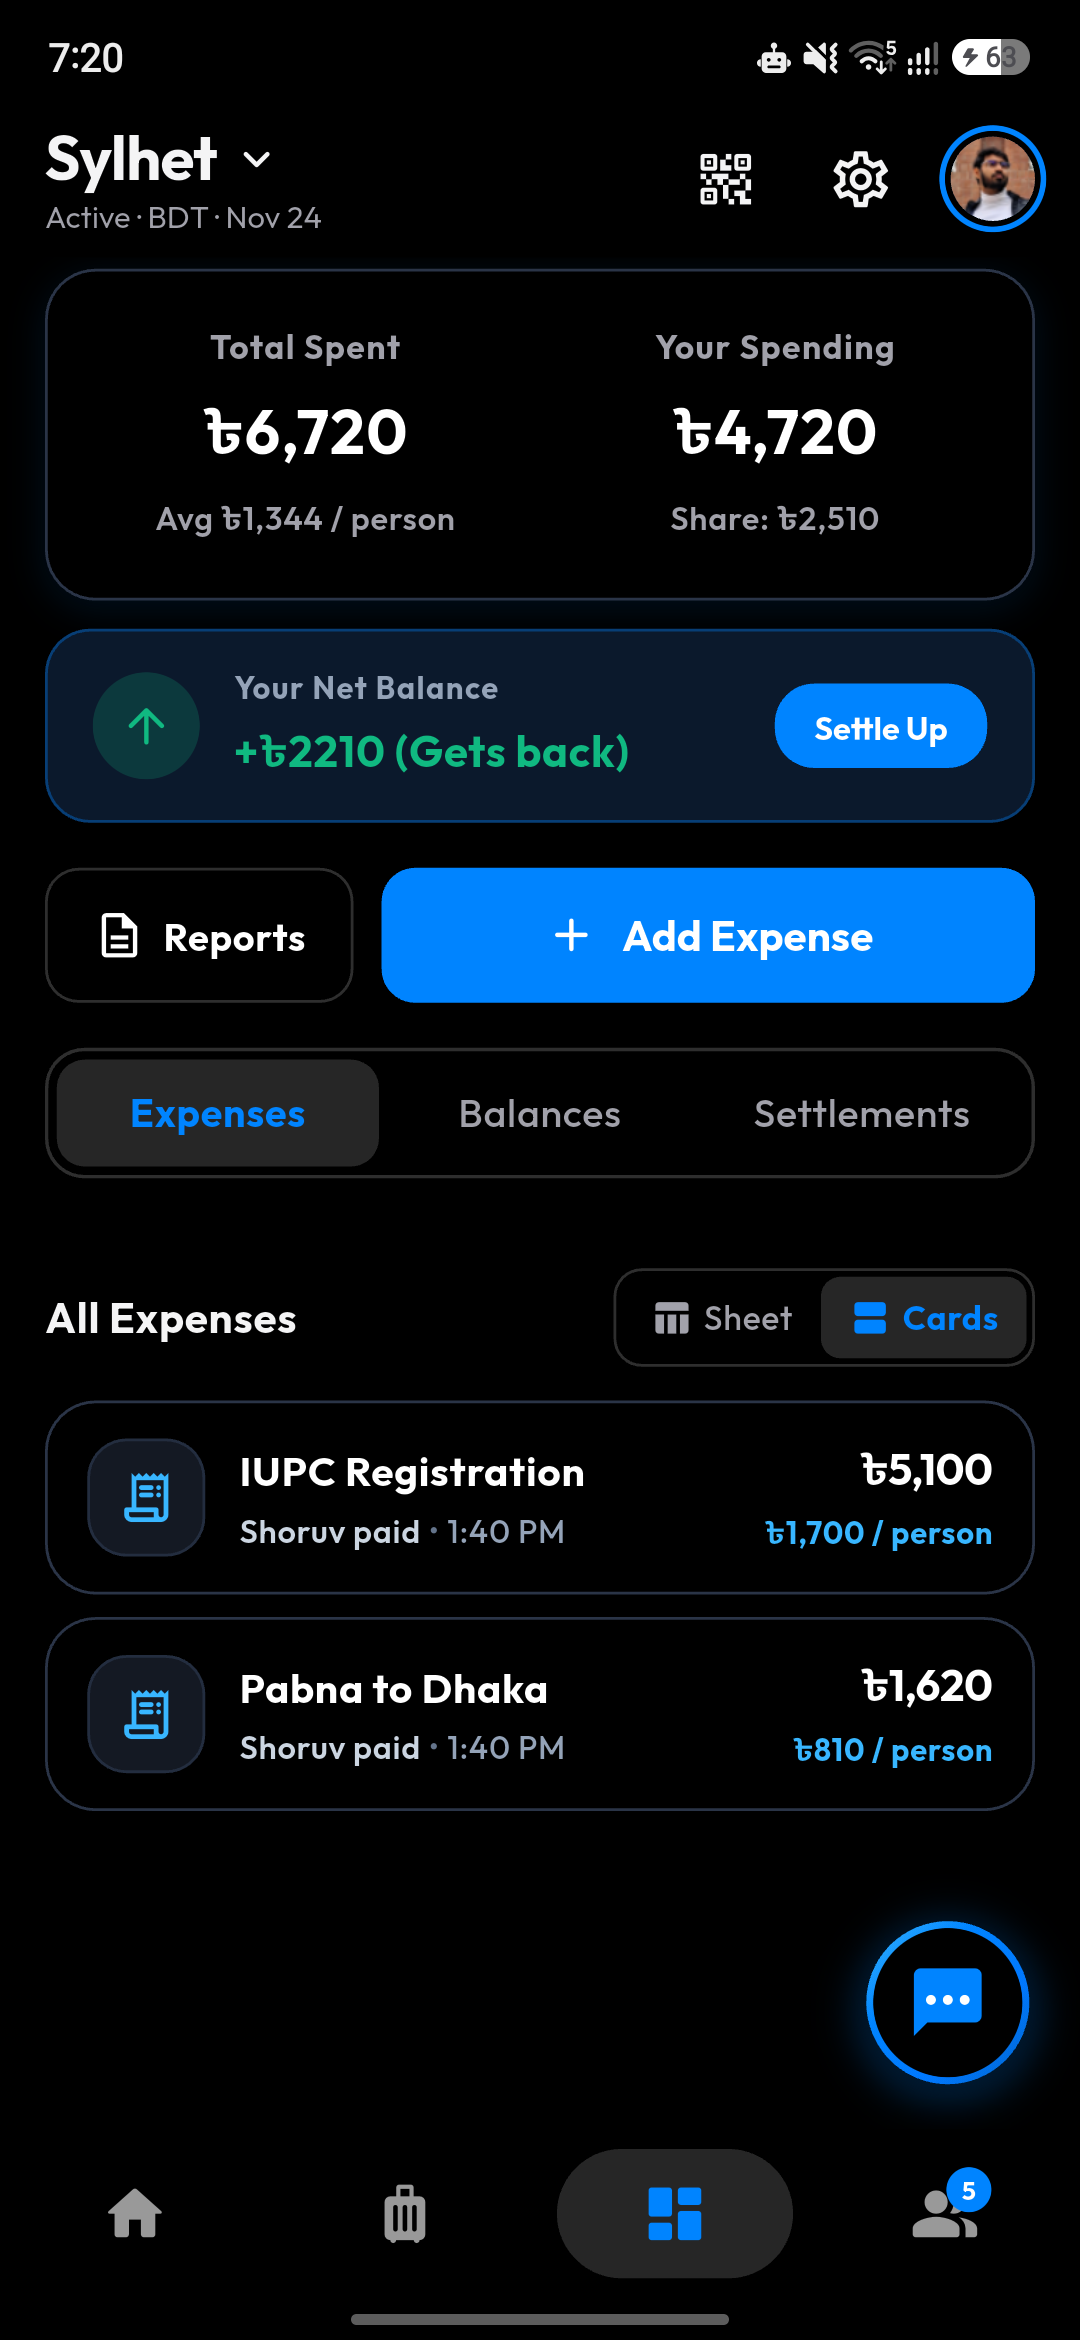 7:20
5
63
Sylhet
Active · BDT · Nov 24
Total Spent
Your Spending
৳6,720
৳4,720
Avg ৳1,344 / person
Share: ৳2,510
Your Net Balance
+৳2210 (Gets back)
Settle Up
Reports
Add Expense
Expenses
Balances
Settlements
All Expenses
Sheet
Cards
IUPC Registration
৳5,100
Shoruv paid • 1:40 PM
৳1,700 / person
Pabna to Dhaka
৳1,620
Shoruv paid • 1:40 PM
৳810 / person
5